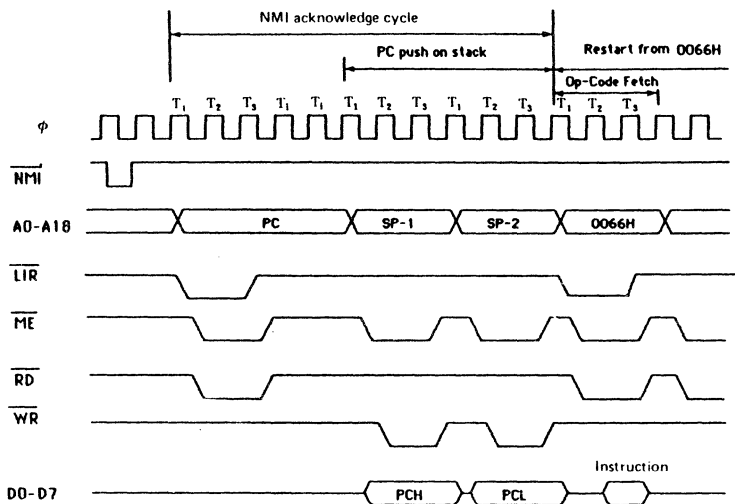 NMI acknowledge cycle
PC push on stack
Restart from 0066H
Op-Code Fetch
T1 T2 T3 Ti Ti T1 T2 T3 T1 T2 T3 T1 T2 T3
φ
NMI
A0-A18 PC SP-1 SP-2 0066H
LIR
ME
RD
WR
Instruction
D0-D7 PCH PCL